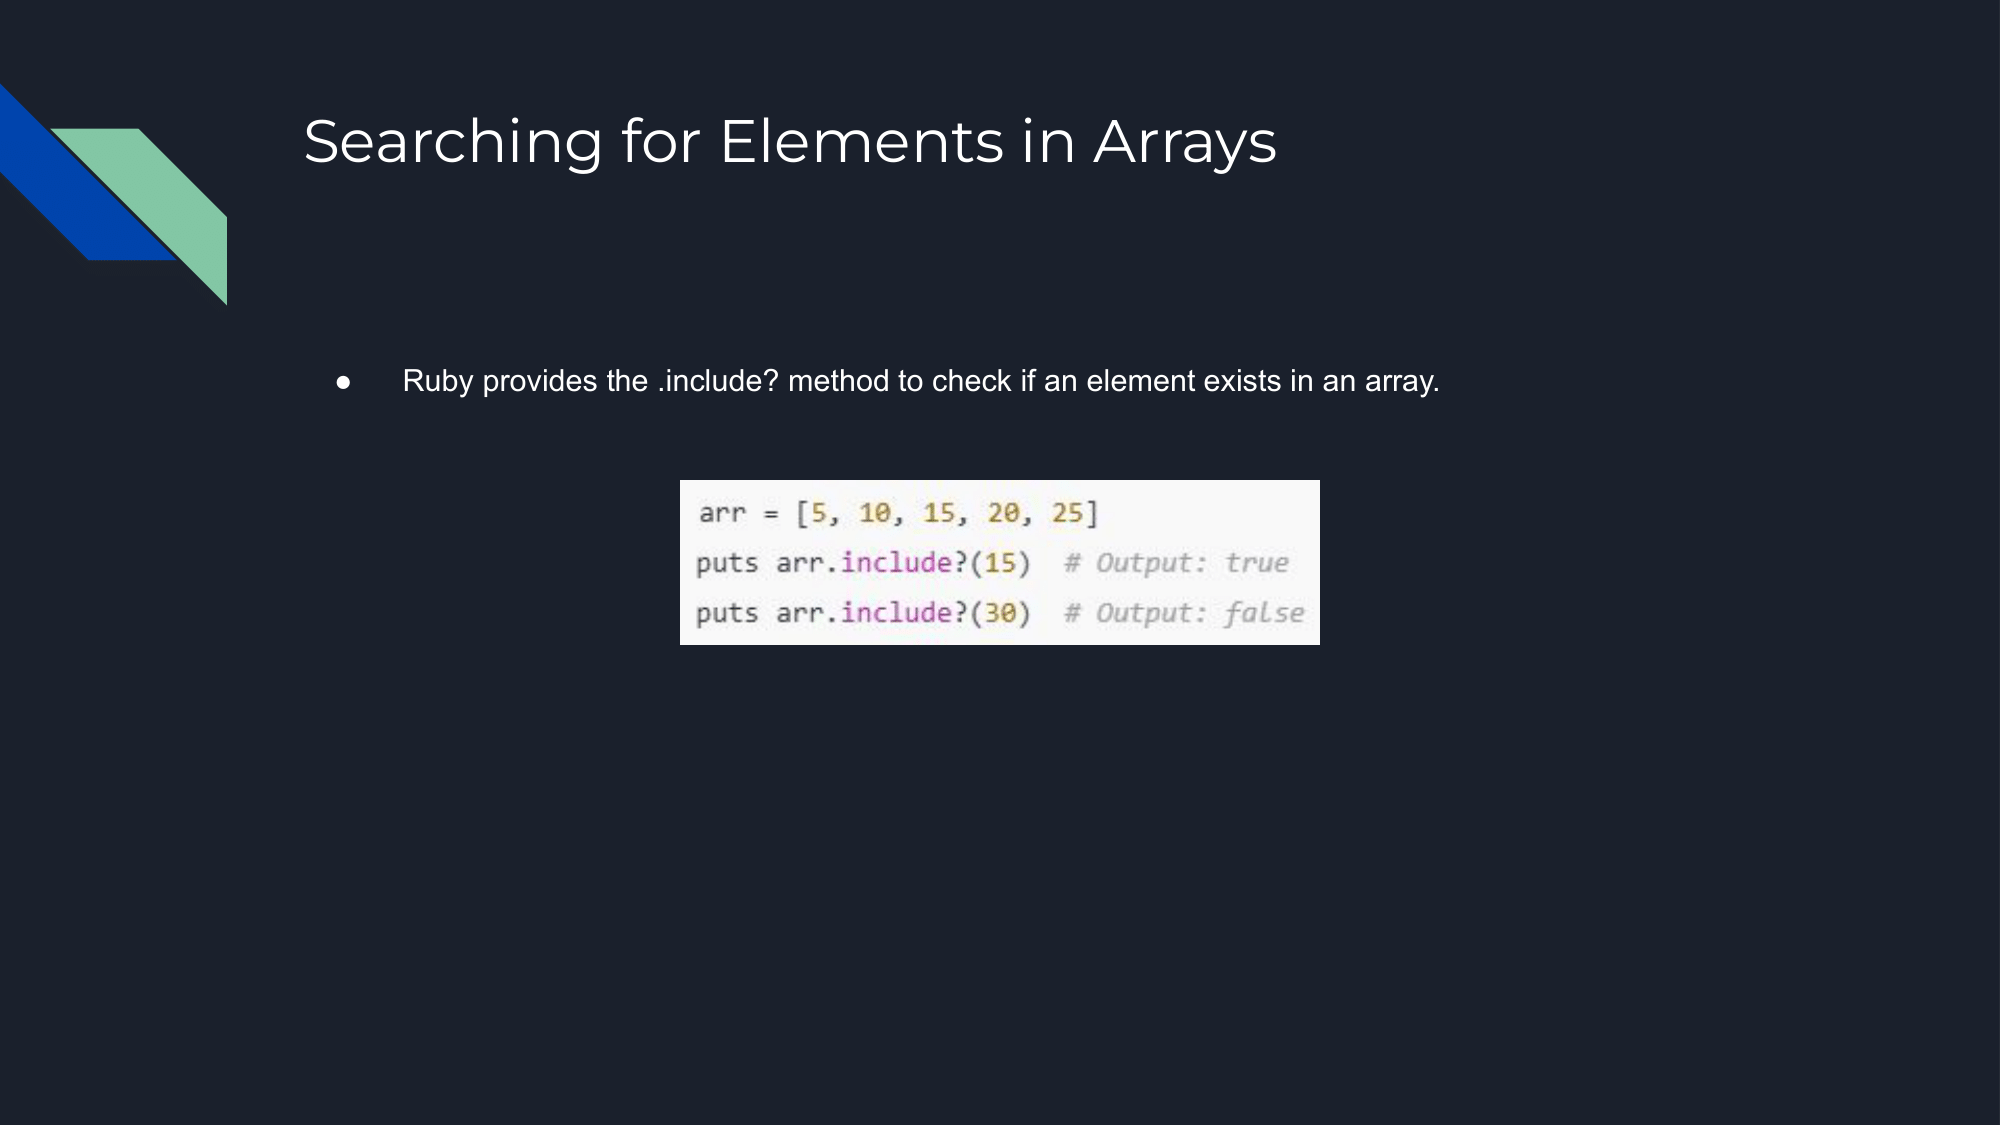 Searching for Elements in Arrays
● Ruby provides the .include? method to check if an element exists in an array.
arr = [5, 10, 15, 20, 25]
puts arr.include?(15)  # Output: true
puts arr.include?(30)  # Output: false